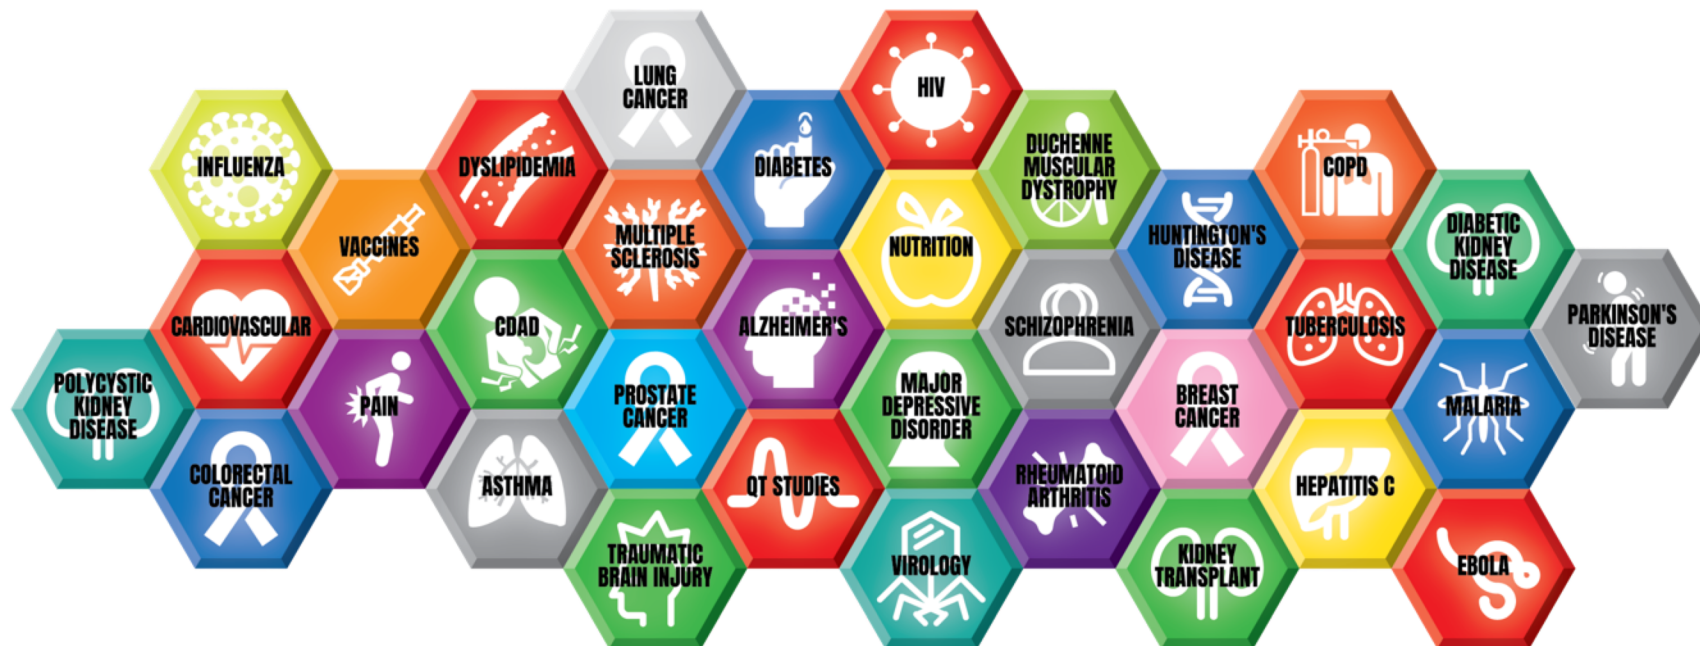 LUNG
CANCER
HIV
INFLUENZA
DYSLIPIDEMIA
DIABETES
DUCHENNE
MUSCULAR
DYSTROPHY
COPD
VACCINES
MULTIPLE
SCLEROSIS
NUTRITION
HUNTINGTON'S
DISEASE
DIABETIC
KIDNEY
DISEASE
CARDIOVASCULAR
CDAD
ALZHEIMER'S
SCHIZOPHRENIA
TUBERCULOSIS
PARKINSON'S
DISEASE
POLYCYSTIC
KIDNEY
DISEASE
PAIN
PROSTATE
CANCER
MAJOR
DEPRESSIVE
DISORDER
BREAST
CANCER
MALARIA
COLORECTAL
CANCER
ASTHMA
QT STUDIES
RHEUMATOID
ARTHRITIS
HEPATITIS C
TRAUMATIC
BRAIN INJURY
VIROLOGY
KIDNEY
TRANSPLANT
EBOLA